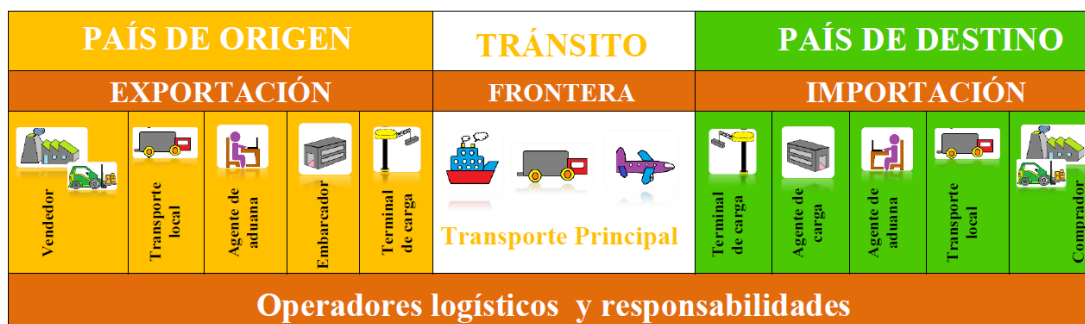 PAÍS DE ORIGEN
TRÁNSITO
PAÍS DE DESTINO
EXPORTACIÓN
FRONTERA
IMPORTACIÓN
Vendedor
Transporte
local
Agente de
aduana
Embarcador
Terminal
de carga
Transporte Principal
Terminal
de carga
Agente de
carga
Agente de
aduana
Transporte
local
Comprador
Operadores logísticos y responsabilidades